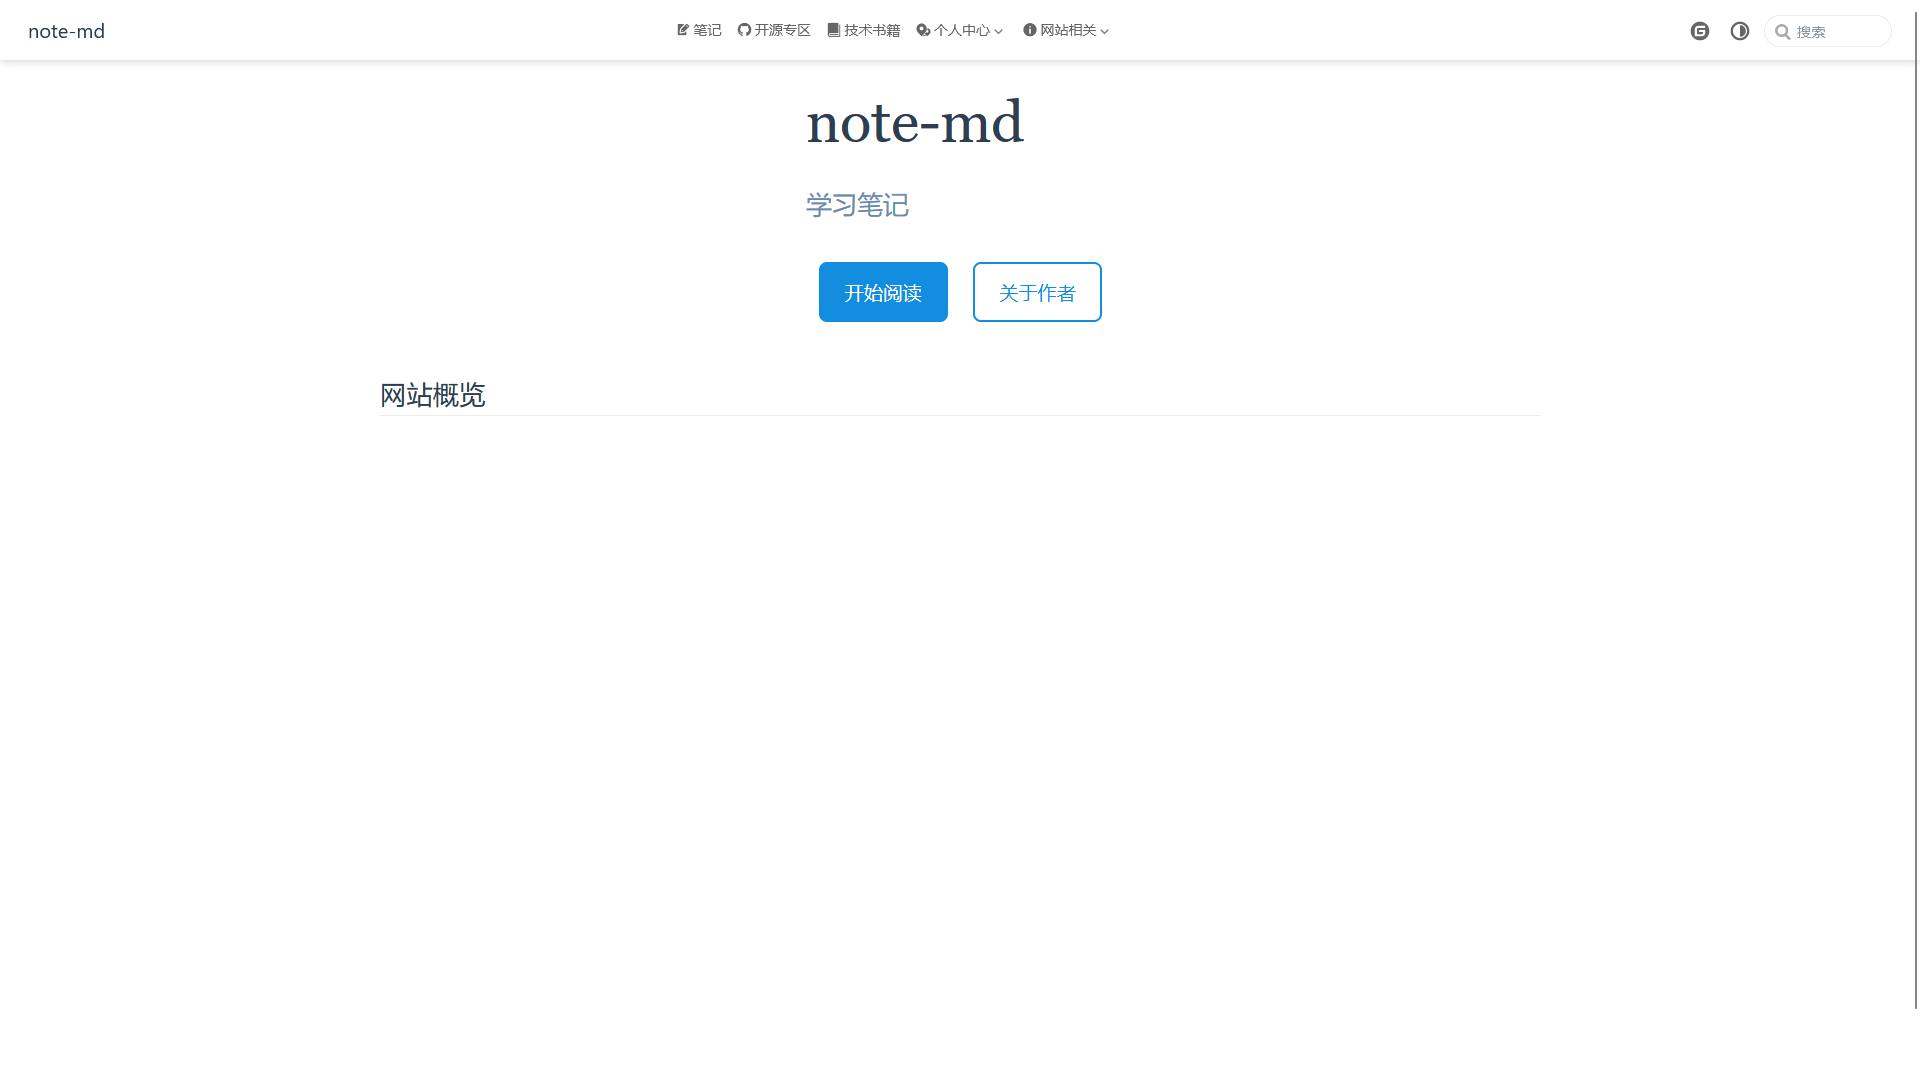 note-md
笔记 开源专区 技术书籍 个人中心 网站相关
搜索
note-md
学习笔记
开始阅读 关于作者
网站概览